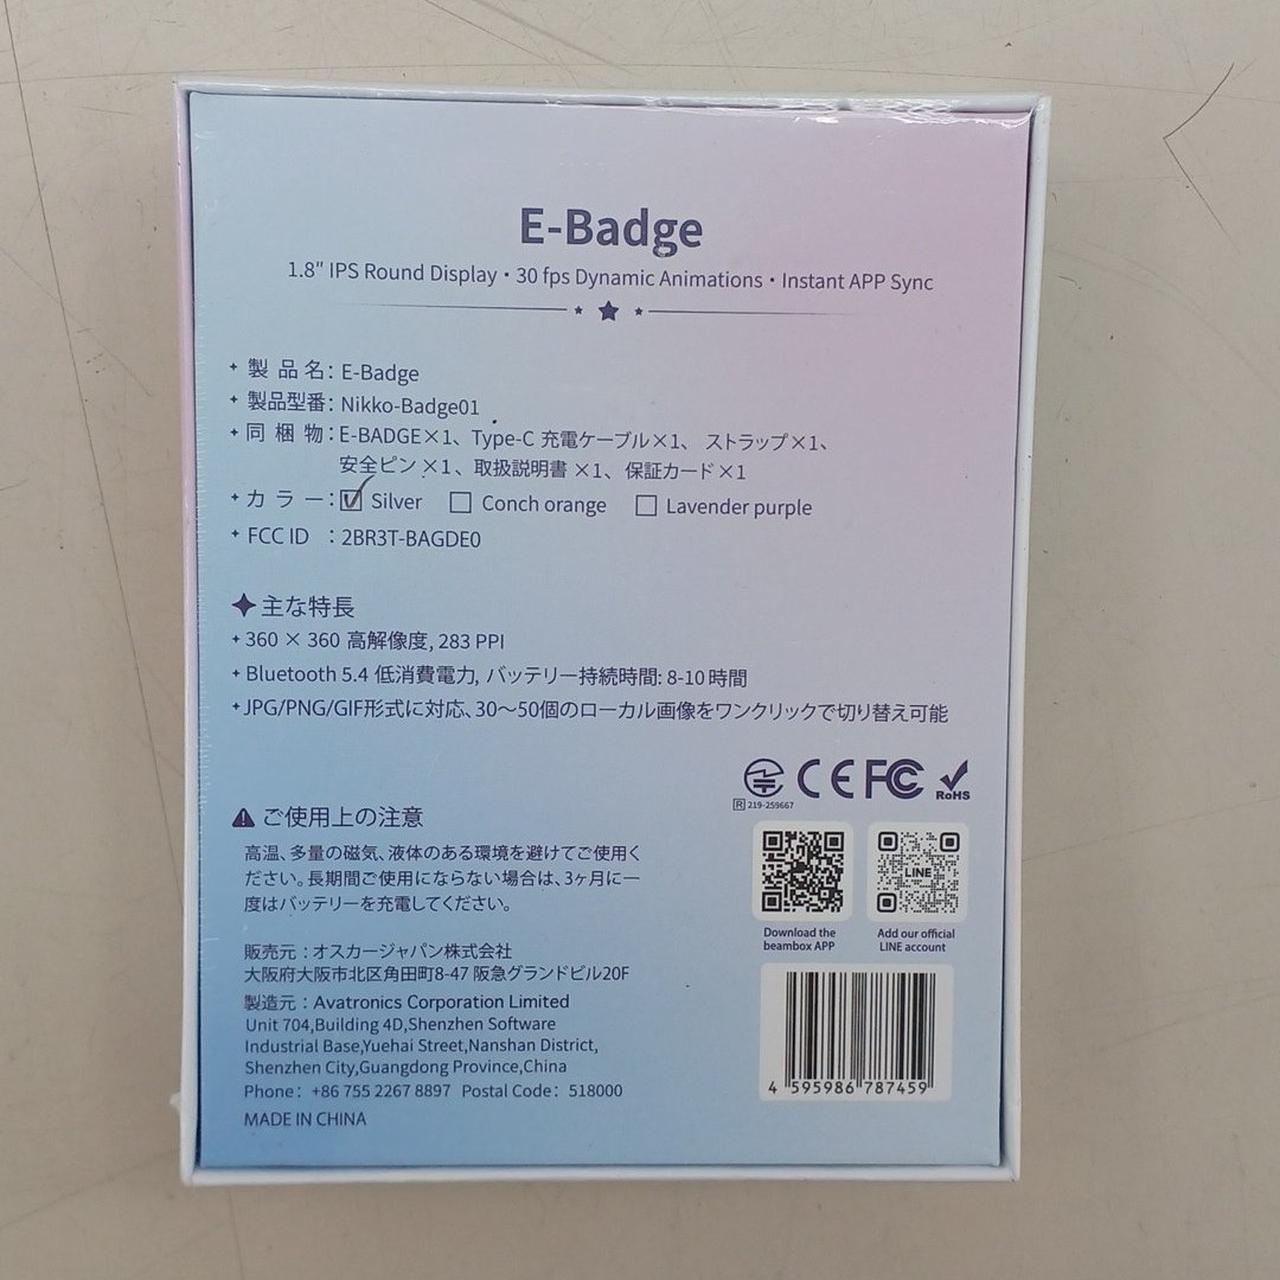 E-Badge
1.8" IPS Round Display・30 fps Dynamic Animations・Instant APP Sync
製品名：E-Badge
製品型番：Nikko-Badge01
同梱物：E-BADGE×1、Type-C 充電ケーブル×1、 ストラップ×1、
安全ピン×1、取扱説明書 ×1、保証カード×1
カラー：☑ Silver ☐ Conch orange ☐ Lavender purple
FCC ID ：2BR3T-BAGDE0
主な特長
360 × 360 高解像度, 283 PPI
Bluetooth 5.4 低消費電力, バッテリー持続時間: 8-10 時間
JPG/PNG/GIF形式に対応、30〜50個のローカル画像をワンクリックで切り替え可能
CE FC RoHS
R 219-259667
ご使用上の注意
高温、多量の磁気、液体のある環境を避けてご使用く
ださい。長期間ご使用にならない場合は、3ヶ月に一
度はバッテリーを充電してください。
LINE
Download the
beambox APP
Add our official
LINE account
販売元：オスカージャパン株式会社
大阪府大阪市北区角田町8-47 阪急グランドビル20F
製造元：Avatronics Corporation Limited
Unit 704,Building 4D,Shenzhen Software
Industrial Base,Yuehai Street,Nanshan District,
Shenzhen City,Guangdong Province,China
Phone：+86 755 2267 8897 Postal Code：518000
MADE IN CHINA
4 595986 787459